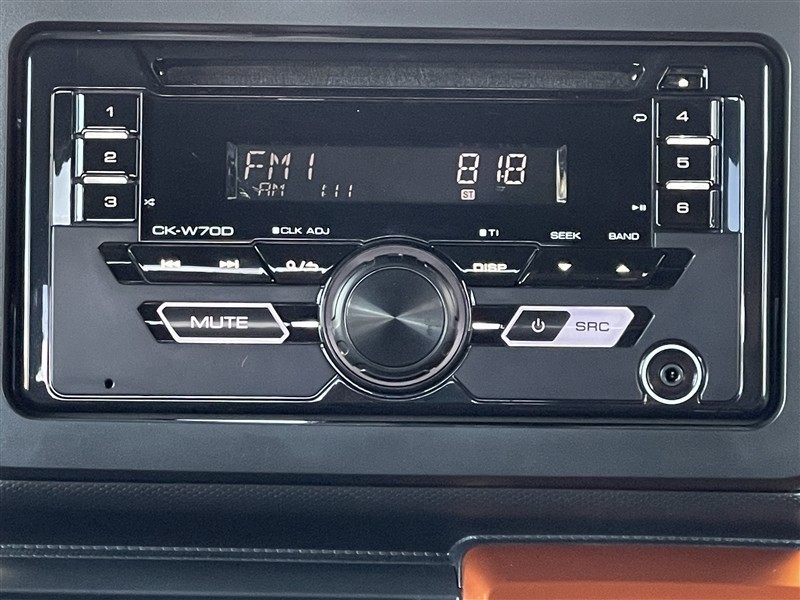 1
2
3
4
5
6
FM1 81.8
AM 1:11 ST
CK-W70D
CLK ADJ
TI
SEEK
BAND
DISP
MUTE
SRC